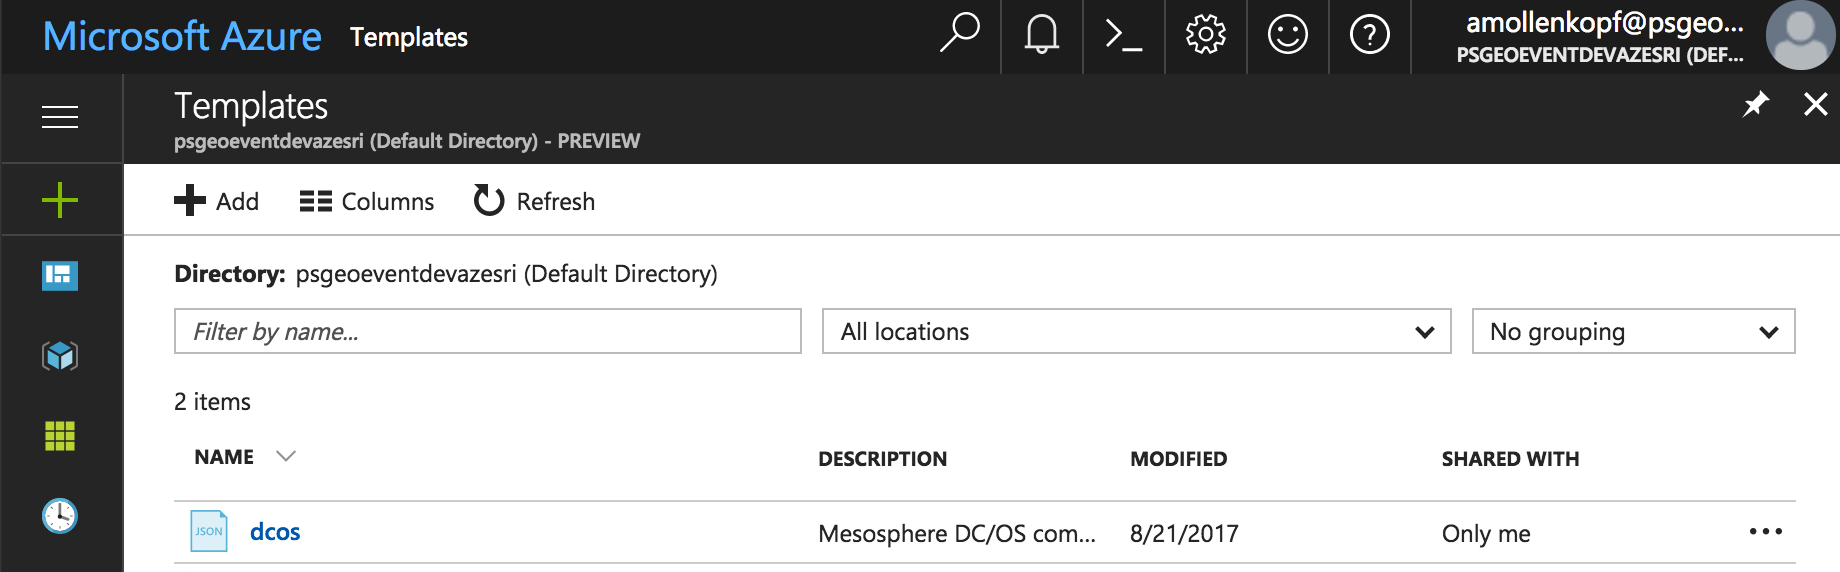 Microsoft Azure Templates amollenkopf@psgeo...
PSGEOEVENTDEVAZESRI (DEF...
Templates
psgeoeventdevazesri (Default Directory) - PREVIEW
Add Columns Refresh
Directory: psgeoeventdevazesri (Default Directory)
Filter by name... All locations No grouping
2 items
NAME DESCRIPTION MODIFIED SHARED WITH
JSON dcos Mesosphere DC/OS com... 8/21/2017 Only me